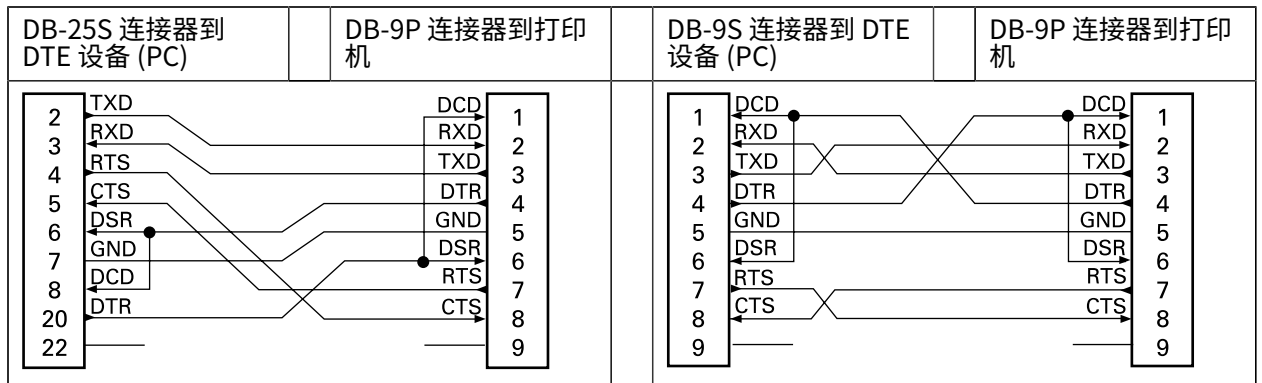 DB-25S 连接器到
DTE 设备 (PC)
DB-9P 连接器到打印
机
DB-9S 连接器到 DTE
设备 (PC)
DB-9P 连接器到打印
机
2 TXD DCD 1
3 RXD RXD 2
4 RTS TXD 3
5 CTS DTR 4
6 DSR GND 5
7 GND DSR 6
8 DCD RTS 7
20 DTR CTS 8
22 9
1 DCD DCD 1
2 RXD RXD 2
3 TXD TXD 3
4 DTR DTR 4
5 GND GND 5
6 DSR DSR 6
7 RTS RTS 7
8 CTS CTS 8
9 9